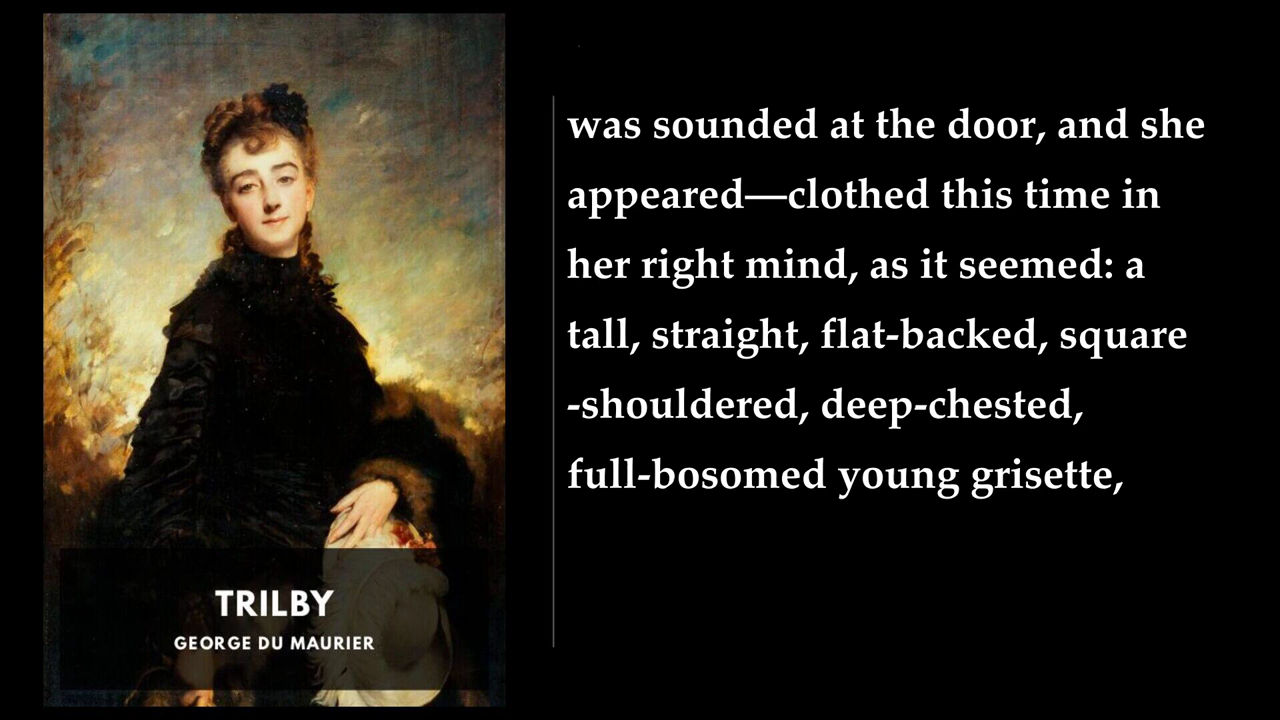 TRILBY
GEORGE DU MAURIER
was sounded at the door, and she
appeared—clothed this time in
her right mind, as it seemed: a
tall, straight, flat-backed, square
-shouldered, deep-chested,
full-bosomed young grisette,